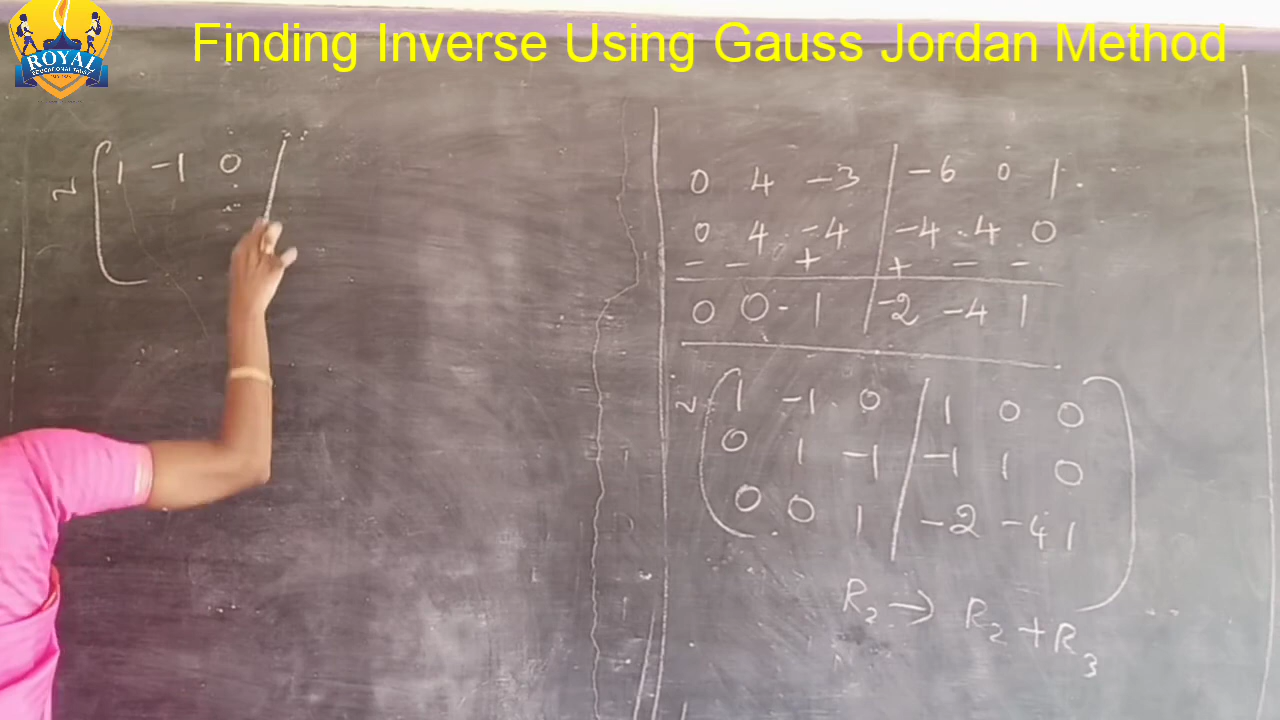 Finding Inverse Using Gauss Jordan Method
ROYAL
EDUCATIONAL TRUST
~ 1 -1 0
0 4 -3 | -6 0 1
0 4 -4 | -4 4 0
- - + | + - -
0 0 1 | -2 -4 1
~ 1 -1 0 | 1 0 0
0 1 -1 | -1 1 0
0 0 1 | -2 -4 1
R₂ → R₂ + R₃